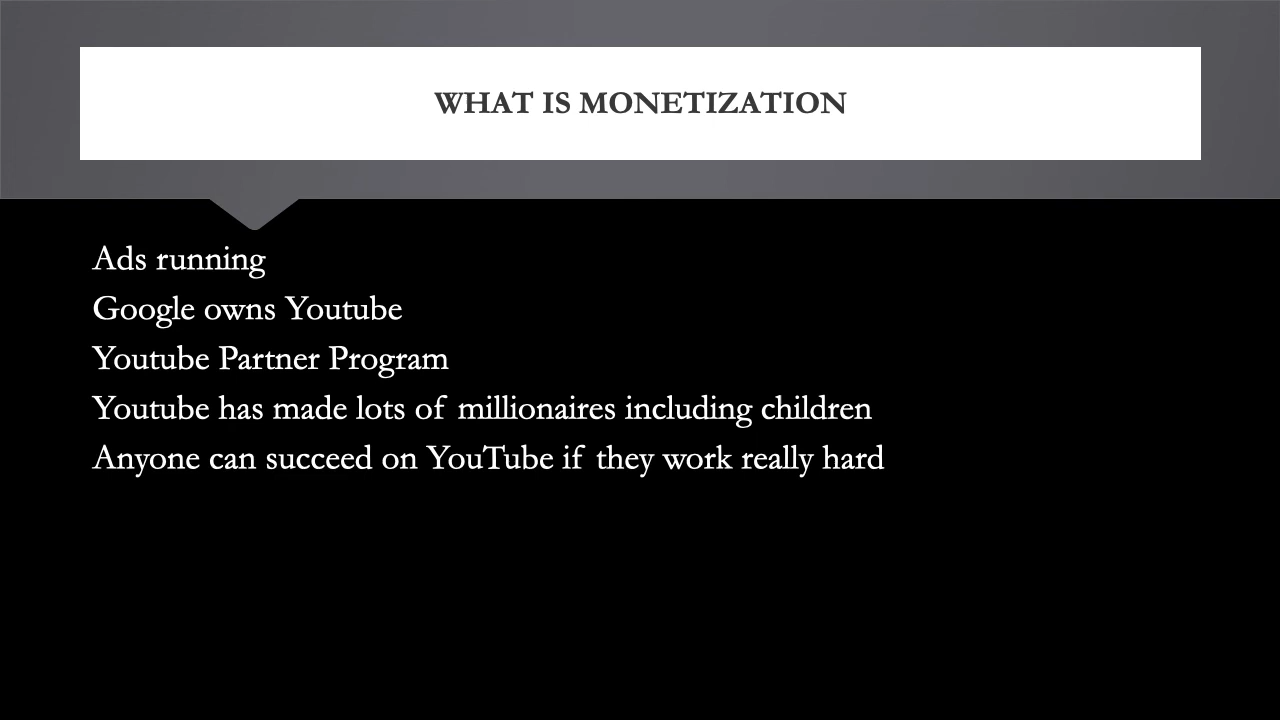 WHAT IS MONETIZATION
Ads running
Google owns Youtube
Youtube Partner Program
Youtube has made lots of millionaires including children
Anyone can succeed on YouTube if they work really hard